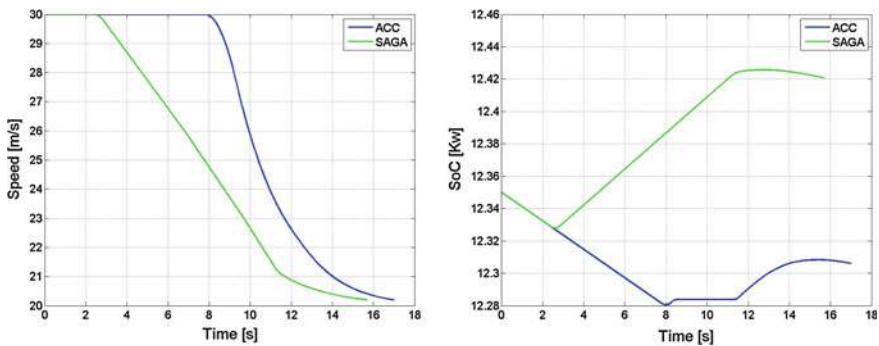 30
29
28
27
26
25
24
23
22
21
20
Speed [m/s]
0 2 4 6 8 10 12 14 16 18
Time [s]
ACC
SAGA
12.46
12.44
12.42
12.4
12.38
12.36
12.34
12.32
12.3
12.28
SoC [Kw]
0 2 4 6 8 10 12 14 16 18
Time [s]
ACC
SAGA